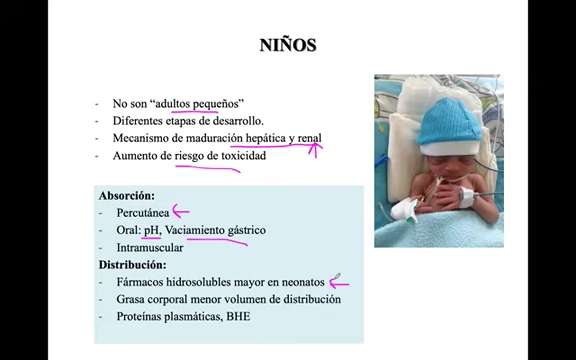 NIÑOS
- No son “adultos pequeños”
- Diferentes etapas de desarrollo.
- Mecanismo de maduración hepática y renal
- Aumento de riesgo de toxicidad
Absorción:
- Percutánea
- Oral: pH, Vaciamiento gástrico
- Intramuscular
Distribución:
- Fármacos hidrosolubles mayor en neonatos
- Grasa corporal menor volumen de distribución
- Proteínas plasmáticas, BHE